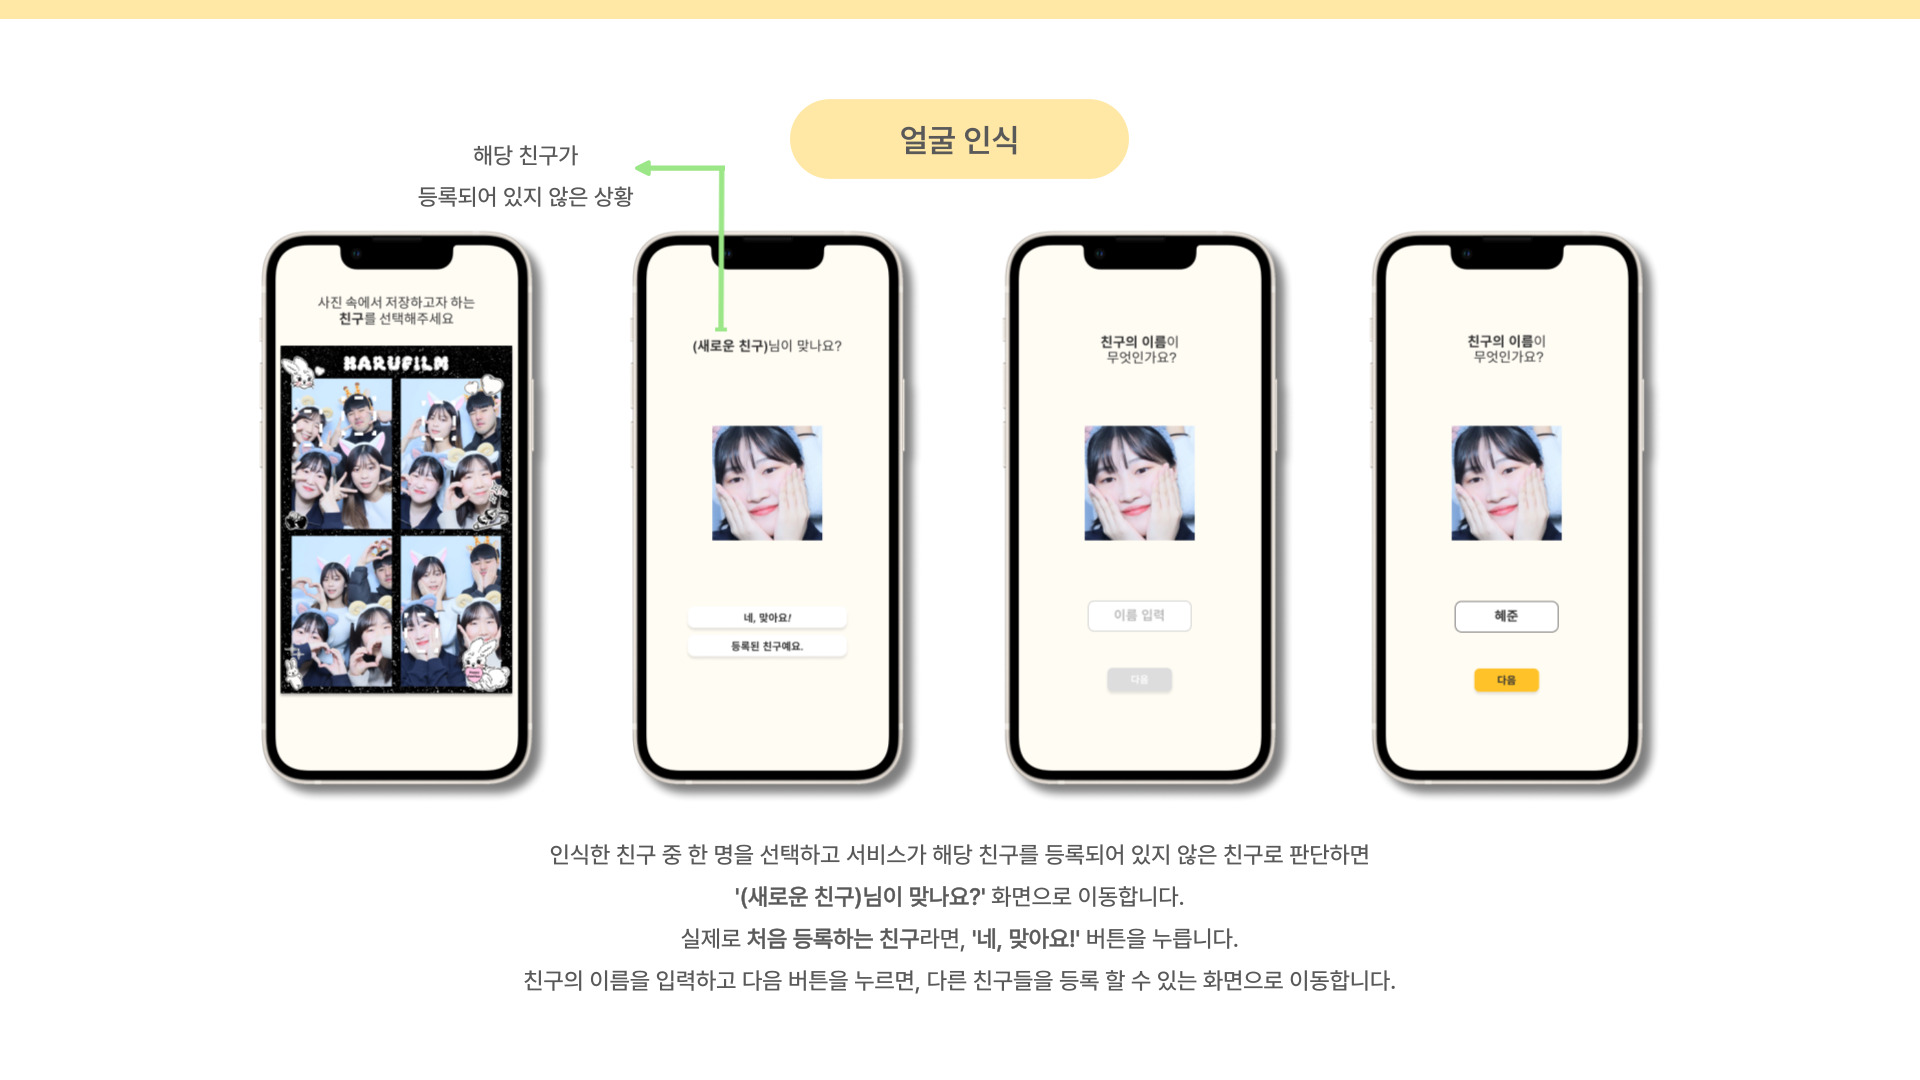 얼굴 인식
해당 친구가
등록되어 있지 않은 상황
사진 속에서 저장하고자 하는
친구를 선택해주세요
HARUFILM
(새로운 친구)님이 맞나요?
네, 맞아요!
등록된 친구예요.
친구의 이름이
무엇인가요?
이름 입력
다음
친구의 이름이
무엇인가요?
혜준
다음
인식한 친구 중 한 명을 선택하고 서비스가 해당 친구를 등록되어 있지 않은 친구로 판단하면
'(새로운 친구)님이 맞나요?' 화면으로 이동합니다.
실제로 처음 등록하는 친구라면, '네, 맞아요!' 버튼을 누릅니다.
친구의 이름을 입력하고 다음 버튼을 누르면, 다른 친구들을 등록 할 수 있는 화면으로 이동합니다.